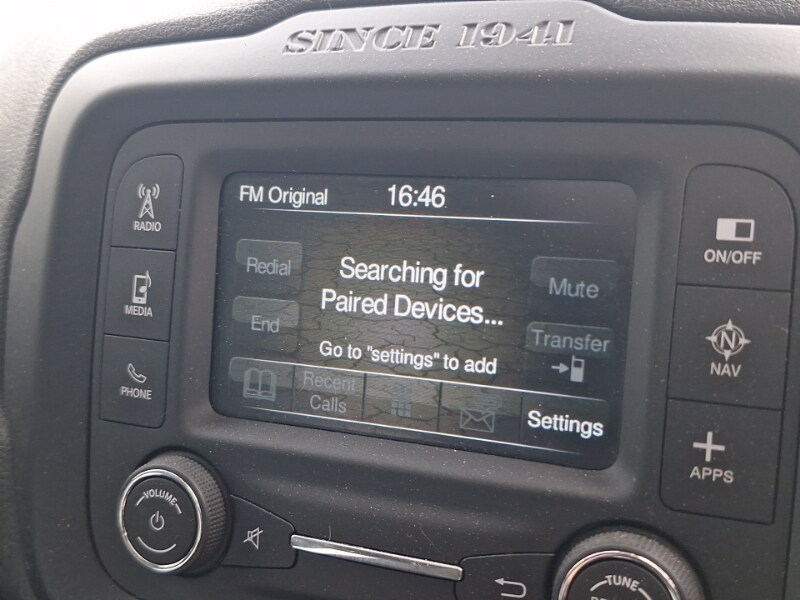 SINCE 1941
FM Original 16:46
RADIO
MEDIA
PHONE
Redial
End
Searching for
Paired Devices...
Go to "settings" to add
Mute
Transfer
Recent
Calls
Settings
ON/OFF
N
NAV
APPS
VOLUME
TUNE